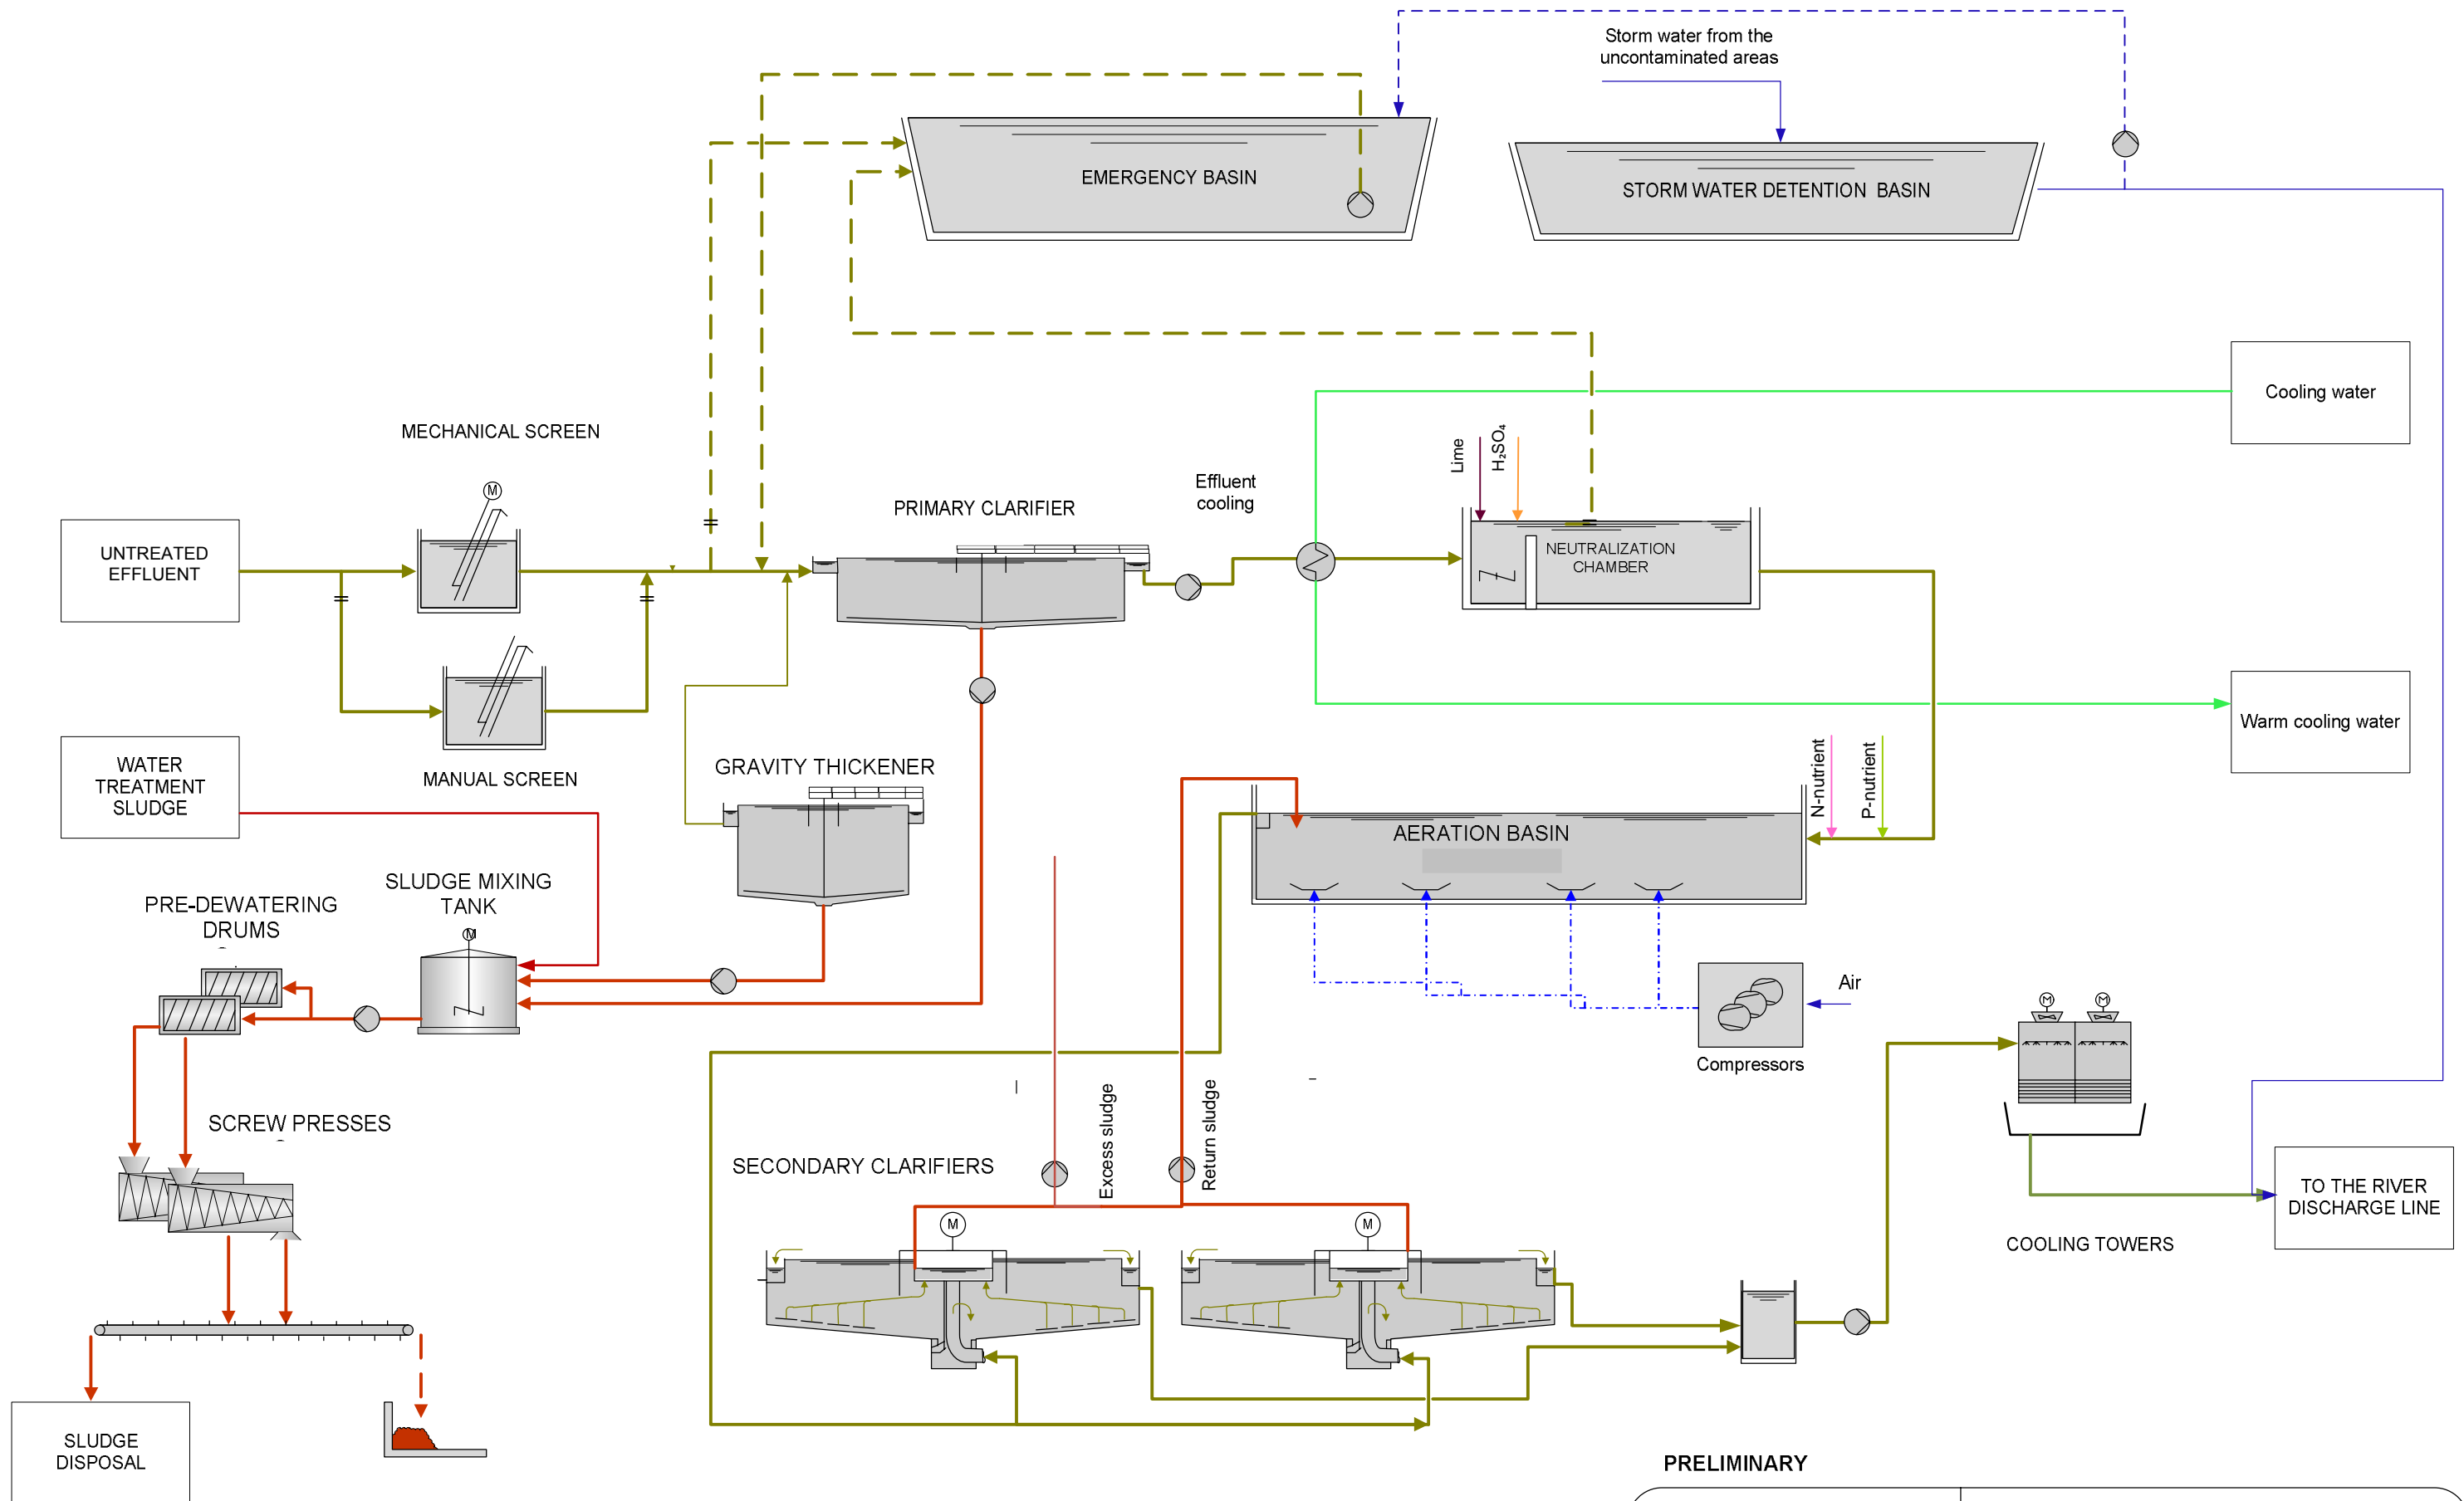 Storm water from the
uncontaminated areas
EMERGENCY BASIN
STORM WATER DETENTION BASIN
Cooling water
MECHANICAL SCREEN
Lime
H₂SO₄
Effluent
cooling
PRIMARY CLARIFIER
M
UNTREATED
EFFLUENT
NEUTRALIZATION
CHAMBER
Warm cooling water
WATER
TREATMENT
SLUDGE
MANUAL SCREEN
GRAVITY THICKENER
N-nutrient
P-nutrient
AERATION BASIN
SLUDGE MIXING
TANK
PRE-DEWATERING
DRUMS
M
Air
M
M
Compressors
SCREW PRESSES
Excess sludge
Return sludge
SECONDARY CLARIFIERS
TO THE RIVER
DISCHARGE LINE
M
M
COOLING TOWERS
SLUDGE
DISPOSAL
PRELIMINARY